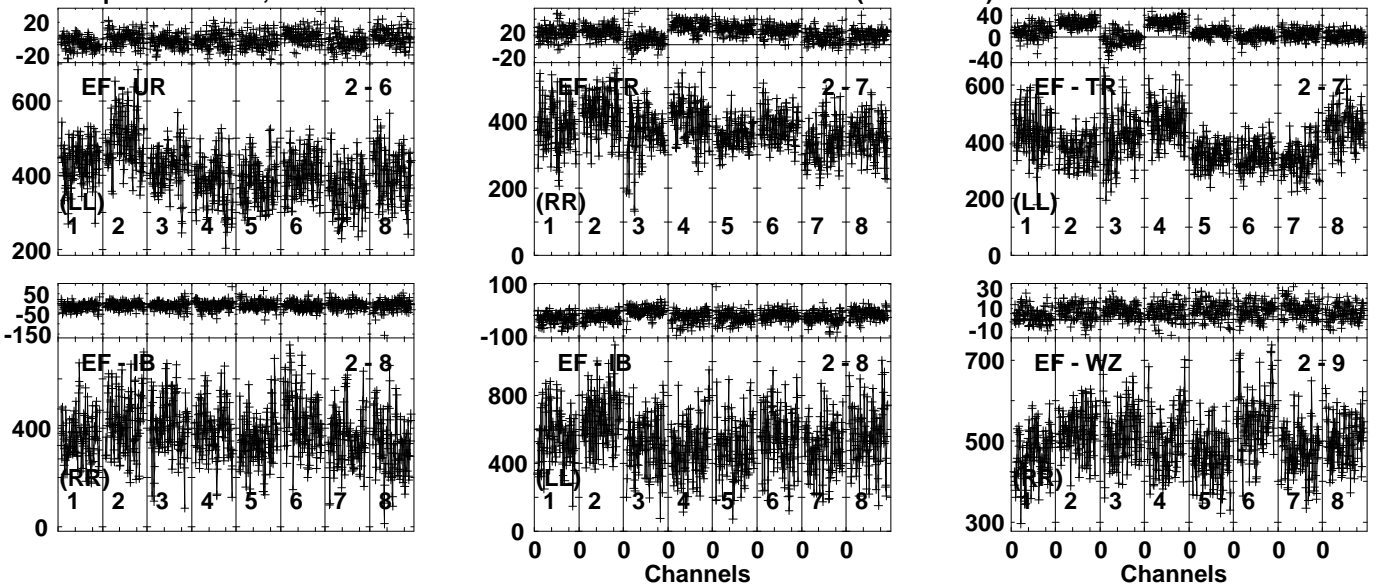 20
-20
EF - UR 2 - 6
600
400
(LL)
1 2 3 4 5 6 7 8
200
20
-20
EF - TR 2 - 7
400
200
(RR)
1 2 3 4 5 6 7 8
0
40
0
-40
EF - TR 2 - 7
600
400
200
(LL)
1 2 3 4 5 6 7 8
0
50
-50
-150
EF - IB 2 - 8
400
(RR)
1 2 3 4 5 6 7 8
0
100
-100
EF - IB 2 - 8
800
600
400
(LL)
1 2 3 4 5 6 7 8
0
0 0 0 0 0 0 0 0
Channels
30
10
-10
EF - WZ 2 - 9
700
500
(RR)
1 2 3 4 5 6 7 8
300
0 0 0 0 0 0 0 0
Channels